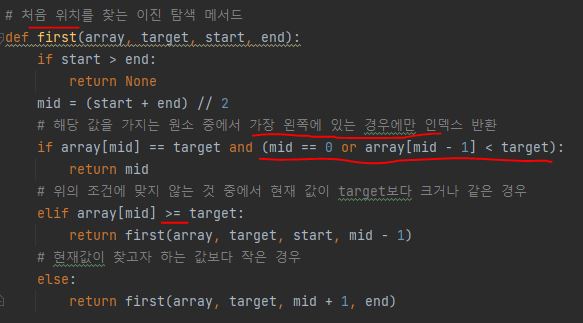 # 처음 위치를 찾는 이진 탐색 메서드
def first(array, target, start, end):
    if start > end:
        return None
    mid = (start + end) // 2
    # 해당 값을 가지는 원소 중에서 가장 왼쪽에 있는 경우에만 인덱스 반환
    if array[mid] == target and (mid == 0 or array[mid - 1] < target):
        return mid
    # 위의 조건에 맞지 않는 것 중에서 현재 값이 target보다 크거나 같은 경우
    elif array[mid] >= target:
        return first(array, target, start, mid - 1)
    # 현재값이 찾고자 하는 값보다 작은 경우
    else:
        return first(array, target, mid + 1, end)